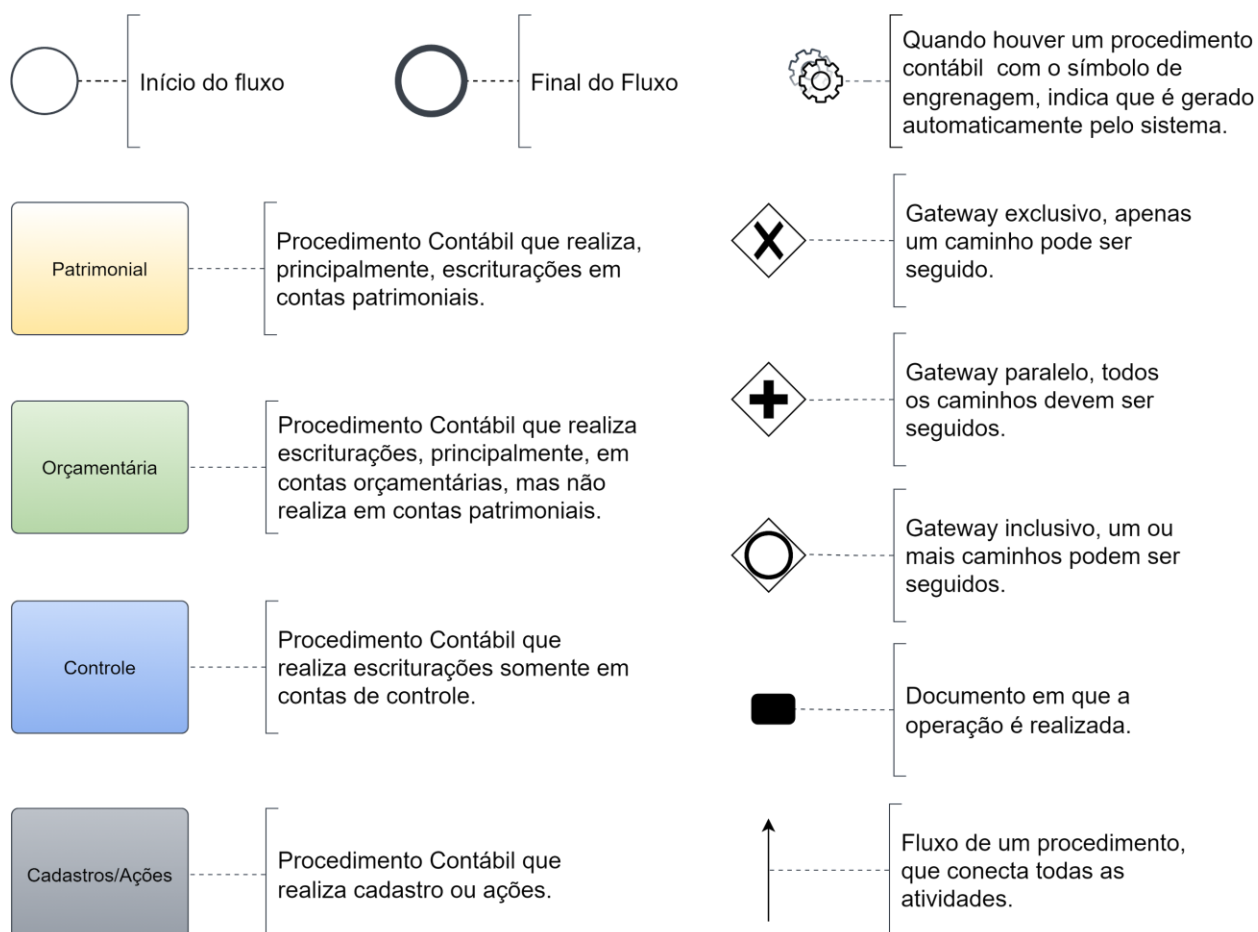 Início do fluxo
Final do Fluxo
Quando houver um procedimento
contábil com o símbolo de
engrenagem, indica que é gerado
automaticamente pelo sistema.
Patrimonial
Procedimento Contábil que realiza,
principalmente, escriturações em
contas patrimoniais.
Gateway exclusivo, apenas
um caminho pode ser
seguido.
Orçamentária
Procedimento Contábil que realiza
escriturações, principalmente, em
contas orçamentárias, mas não
realiza em contas patrimoniais.
Gateway paralelo, todos
os caminhos devem ser
seguidos.
Gateway inclusivo, um ou
mais caminhos podem ser
seguidos.
Controle
Procedimento Contábil que
realiza escriturações somente em
contas de controle.
Documento em que a
operação é realizada.
Cadastros/Ações
Procedimento Contábil que
realiza cadastro ou ações.
Fluxo de um procedimento,
que conecta todas as
atividades.